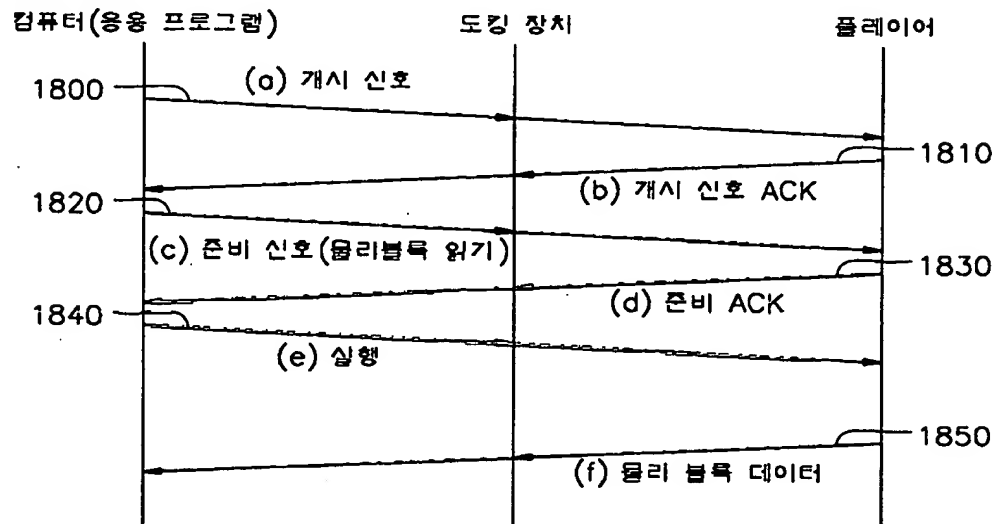 컴퓨터(응용 프로그램) 도킹 장치 플레이어
1800
(a) 개시 신호
1810
(b) 개시 신호 ACK
1820
(c) 준비 신호(물리블록 읽기)
1830
(d) 준비 ACK
1840
(e) 실행
1850
(f) 물리 블록 데이터